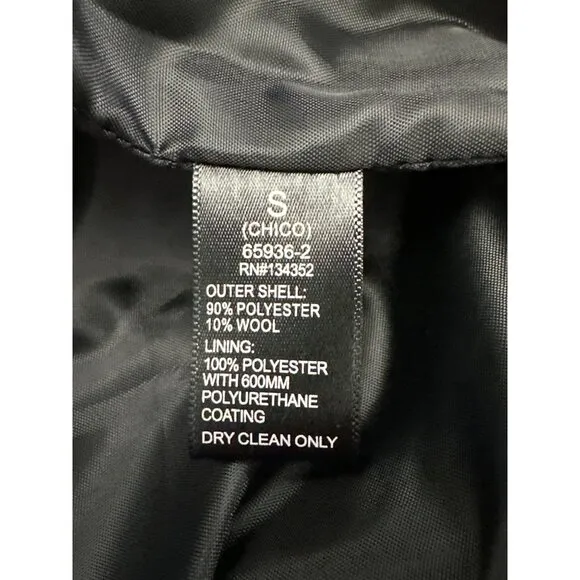 S
(CHICO)
65936-2
RN#134352
OUTER SHELL:
90% POLYESTER
10% WOOL
LINING:
100% POLYESTER
WITH 600MM
POLYURETHANE
COATING
DRY CLEAN ONLY